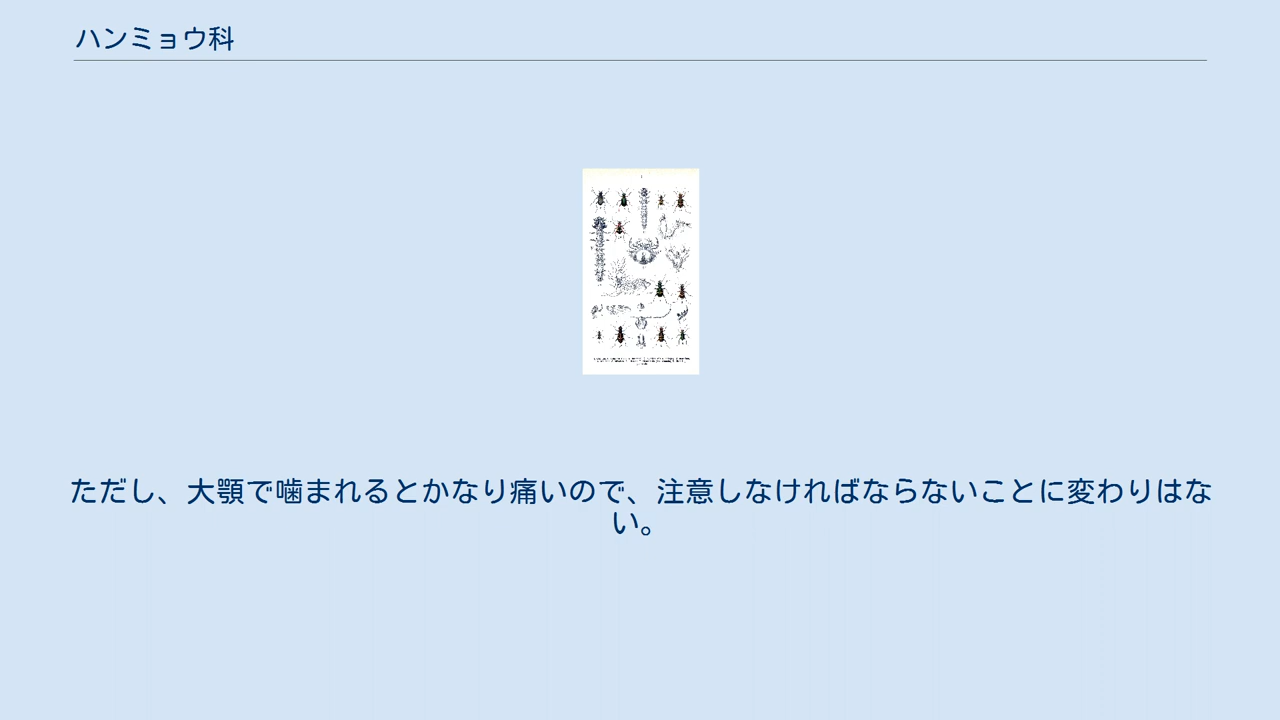 ハンミョウ科
ただし、大顎で噛まれるとかなり痛いので、注意しなければならないことに変わりはな
い。